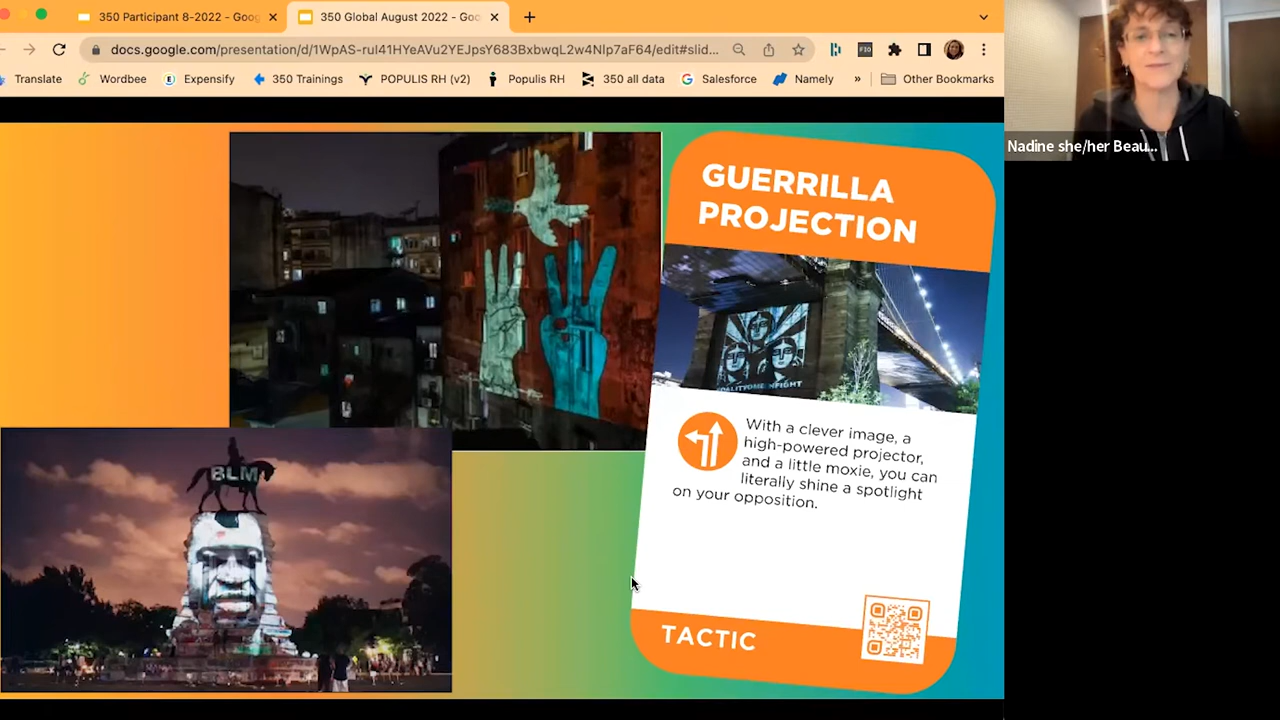 350 Participant 8-2022 - Goog
350 Global August 2022 - Goo
docs.google.com/presentation/d/1WpAS-rul41HYeAVu2YEJpsY683BxbwqL2w4NIp7aF64/edit#slid...
Translate
Wordbee
Expensify
350 Trainings
POPULIS RH (v2)
Populis RH
350 all data
Salesforce
Namely
»
Other Bookmarks
Nadine she/her Beau...
GUERRILLA
PROJECTION
BLM
With a clever image, a
high-powered projector,
and a little moxie, you can
literally shine a spotlight
on your opposition.
TACTIC